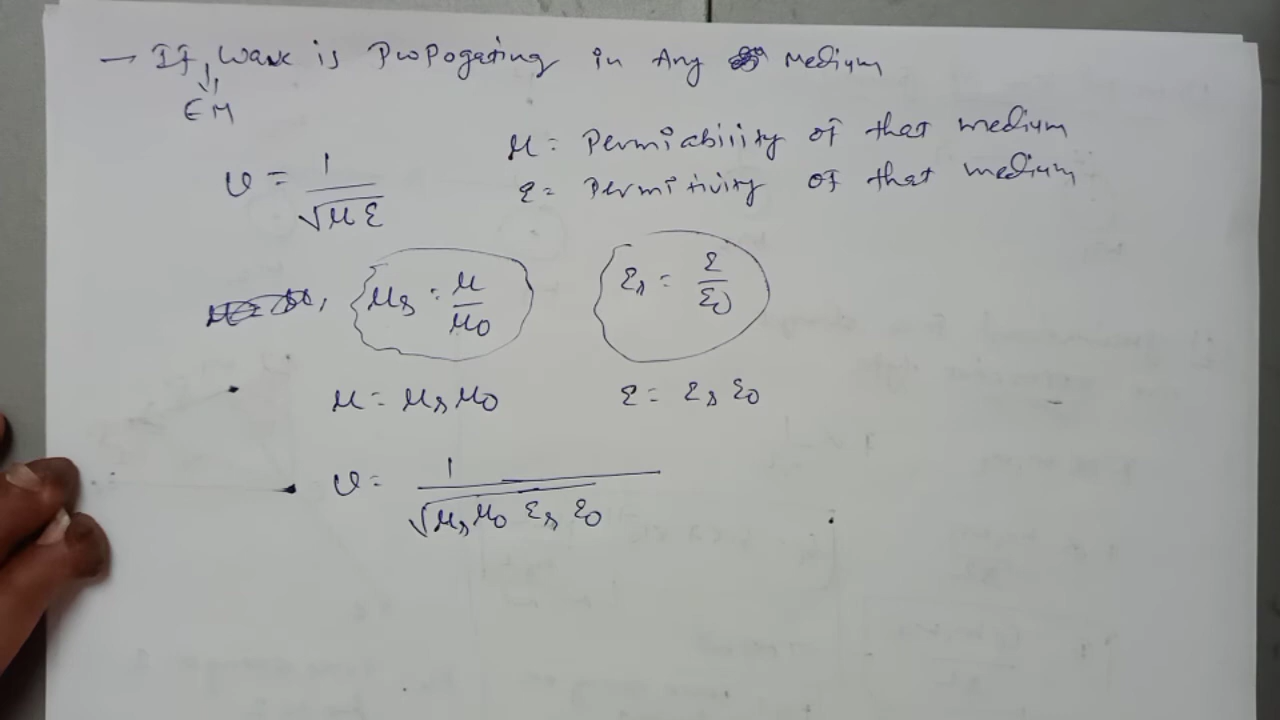 → If, wave is Propogating in Any Medium
EM
μ = Permiability of that medium
υ = 1/√με
ε = Permitivity of that medium
μr = μ/μ0 εr = ε/ε0
μ = μr μ0 ε = εr ε0
υ = 1/√μr μ0 εr ε0